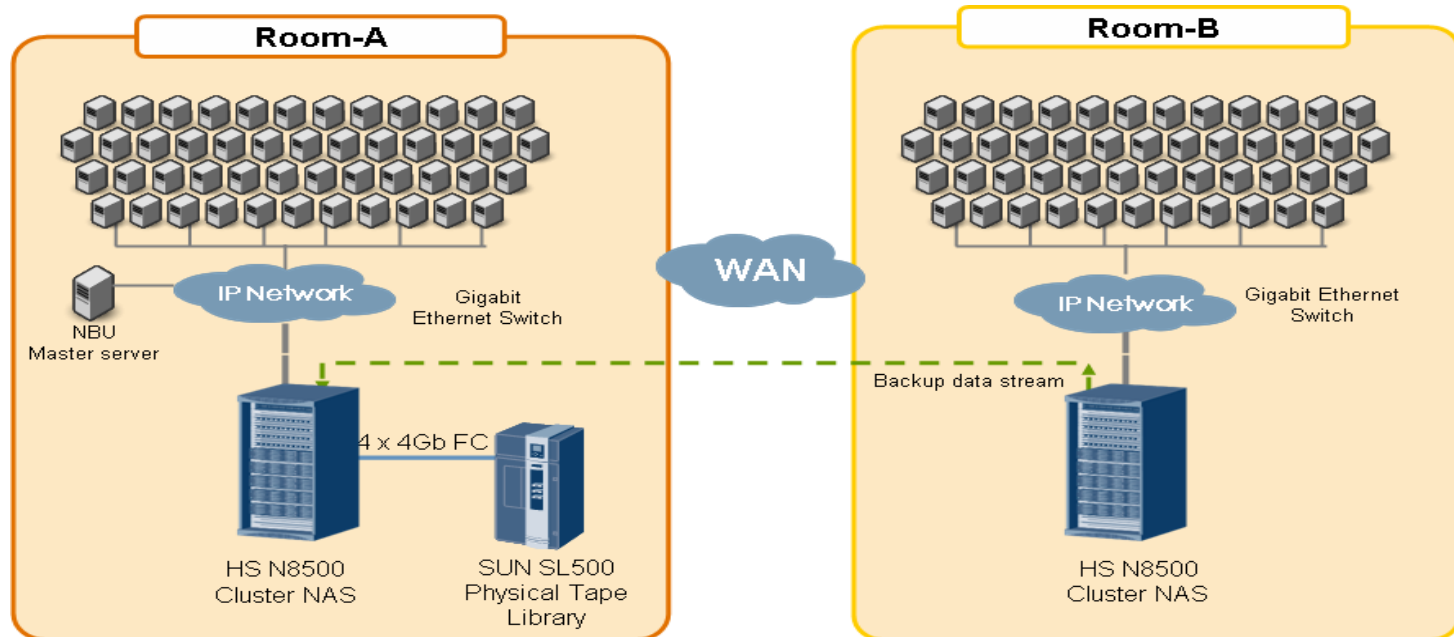 Room-A
Room-B
WAN
IP Network
Gigabit
Ethernet Switch
NBU
Master server
IP Network
Gigabit Ethernet
Switch
Backup data stream
4 x 4Gb FC
HS N8500
Cluster NAS
SUN SL500
Physical Tape
Library
HS N8500
Cluster NAS